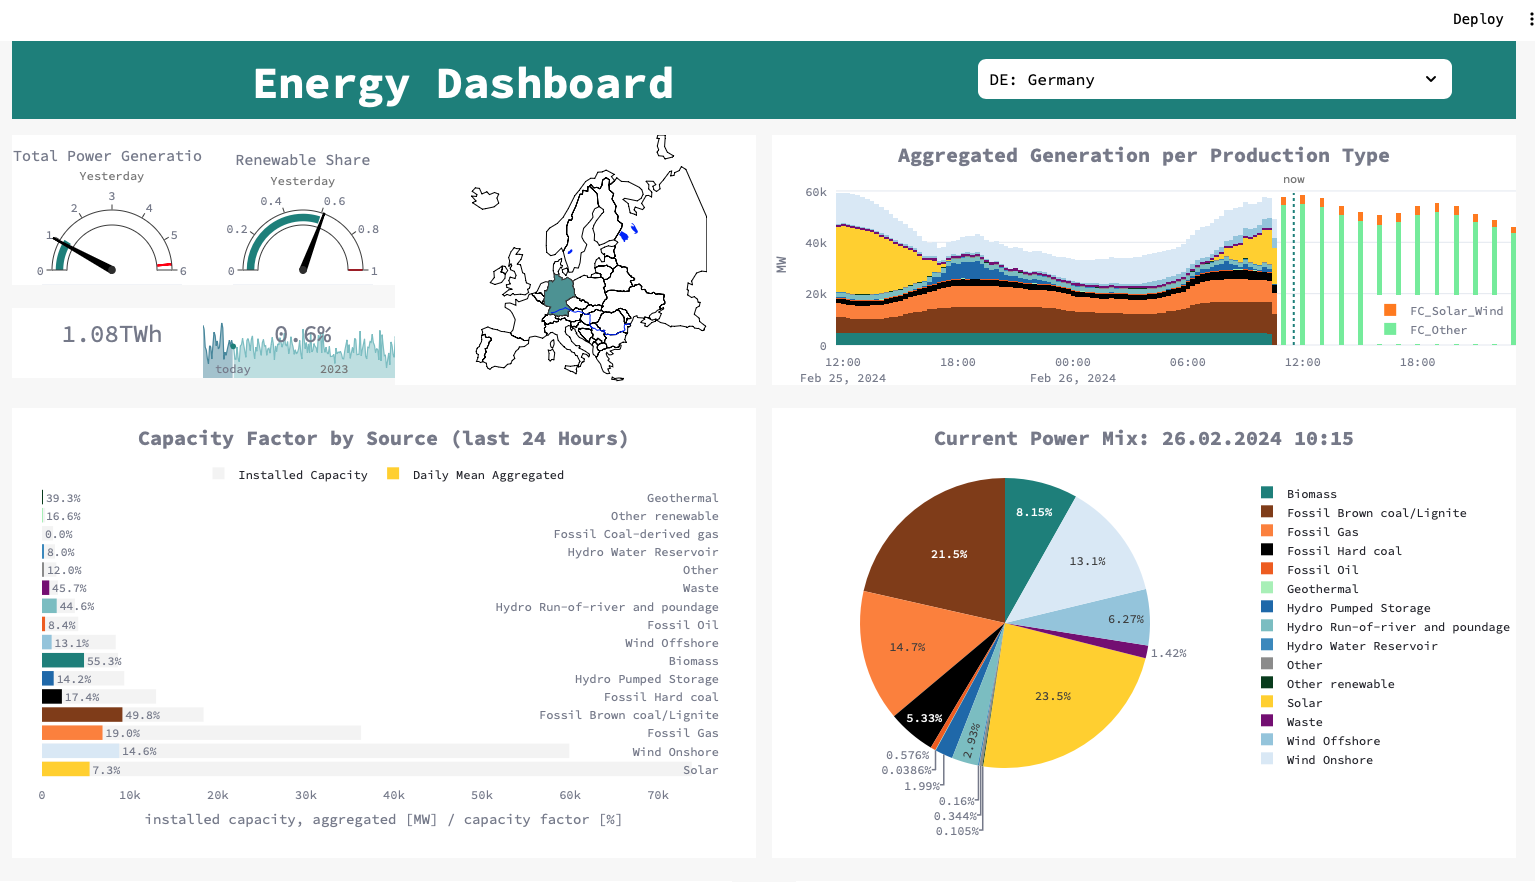 Deploy
Energy Dashboard
DE: Germany
Total Power Generatio
Yesterday
0
1
2
3
4
5
6
1.08TWh
Renewable Share
Yesterday
0
0.2
0.4
0.6
0.8
1
0.6%
today
2023
Aggregated Generation per Production Type
now
MW
60k
40k
20k
0
12:00
Feb 25, 2024
18:00
00:00
Feb 26, 2024
06:00
12:00
18:00
FC_Solar_Wind
FC_Other
Capacity Factor by Source (last 24 Hours)
Installed Capacity
Daily Mean Aggregated
39.3% Geothermal
16.6% Other renewable
0.0% Fossil Coal-derived gas
8.0% Hydro Water Reservoir
12.0% Other
45.7% Waste
44.6% Hydro Run-of-river and poundage
8.4% Fossil Oil
13.1% Wind Offshore
55.3% Biomass
14.2% Hydro Pumped Storage
17.4% Fossil Hard coal
49.8% Fossil Brown coal/Lignite
19.0% Fossil Gas
14.6% Wind Onshore
7.3% Solar
0 10k 20k 30k 40k 50k 60k 70k
installed capacity, aggregated [MW] / capacity factor [%]
Current Power Mix: 26.02.2024 10:15
8.15%
13.1%
6.27%
1.42%
23.5%
21.5%
14.7%
5.33%
2.93%
0.576%
0.0386%
1.99%
0.16%
0.344%
0.105%
Biomass
Fossil Brown coal/Lignite
Fossil Gas
Fossil Hard coal
Fossil Oil
Geothermal
Hydro Pumped Storage
Hydro Run-of-river and poundage
Hydro Water Reservoir
Other
Other renewable
Solar
Waste
Wind Offshore
Wind Onshore